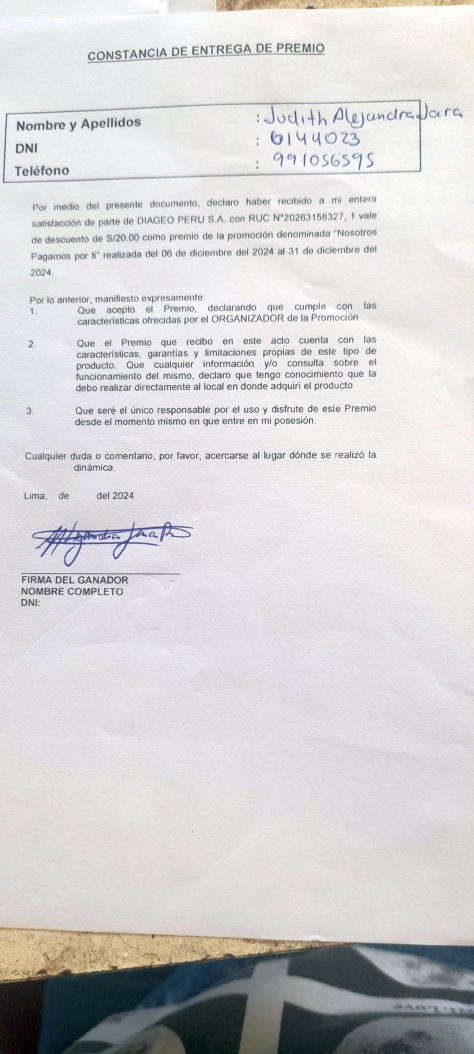 CONSTANCIA DE ENTREGA DE PREMIO
Nombre y Apellidos : Judith Alejandra Jara
DNI : 6144023
Teléfono : 991056595
Por medio del presente documento, declaro haber recibido a mi entera
satisfacción de parte de DIAGEO PERU S.A. con RUC N°20263158327, 1 vale
de descuento de S/20.00 como premio de la promoción denominada "Nosotros
Pagamos por ti" realizada del 06 de diciembre del 2024 al 31 de diciembre del
2024.
Por lo anterior, manifiesto expresamente:
1. Que acepto el Premio, declarando que cumple con las
características ofrecidas por el ORGANIZADOR de la Promoción
2. Que el Premio que recibo en este acto cuenta con las
características, garantías y limitaciones propias de este tipo de
producto. Que cualquier información y/o consulta sobre el
funcionamiento del mismo, declaro que tengo conocimiento que la
debo realizar directamente al local en donde adquirí el producto
3. Que seré el único responsable por el uso y disfrute de este Premio
desde el momento mismo en que entre en mi posesión.
Cualquier duda o comentario, por favor, acercarse al lugar dónde se realizó la
dinámica.
Lima, de del 2024
FIRMA DEL GANADOR
NOMBRE COMPLETO
DNI: